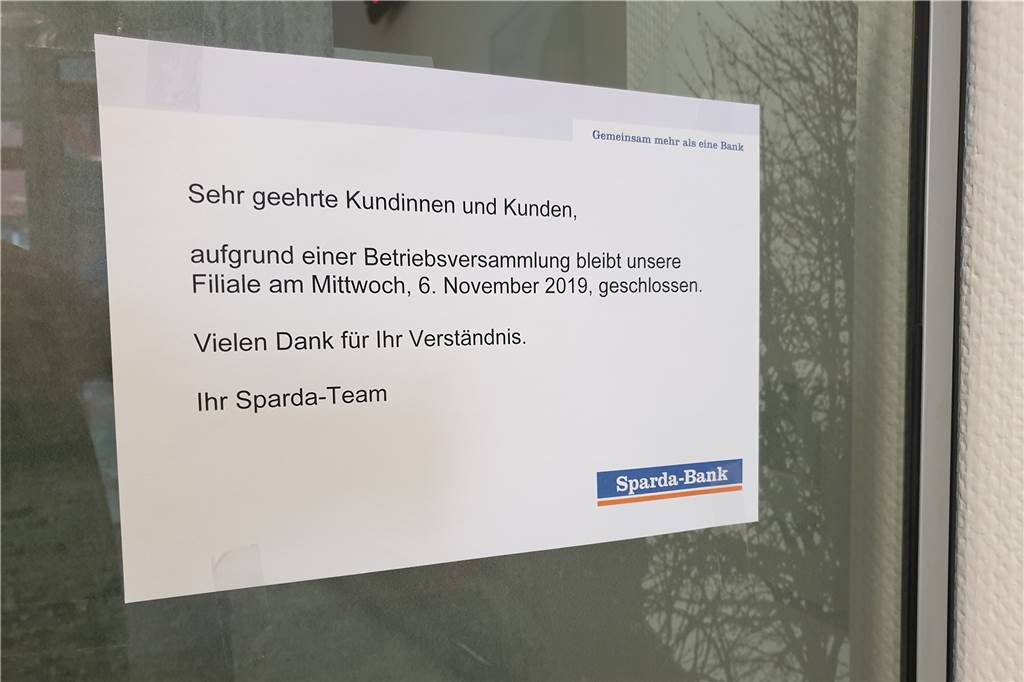 Gemeinsam mehr als eine Bank
Sehr geehrte Kundinnen und Kunden,
aufgrund einer Betriebsversammlung bleibt unsere
Filiale am Mittwoch, 6. November 2019, geschlossen.
Vielen Dank für Ihr Verständnis.
Ihr Sparda-Team
Sparda-Bank